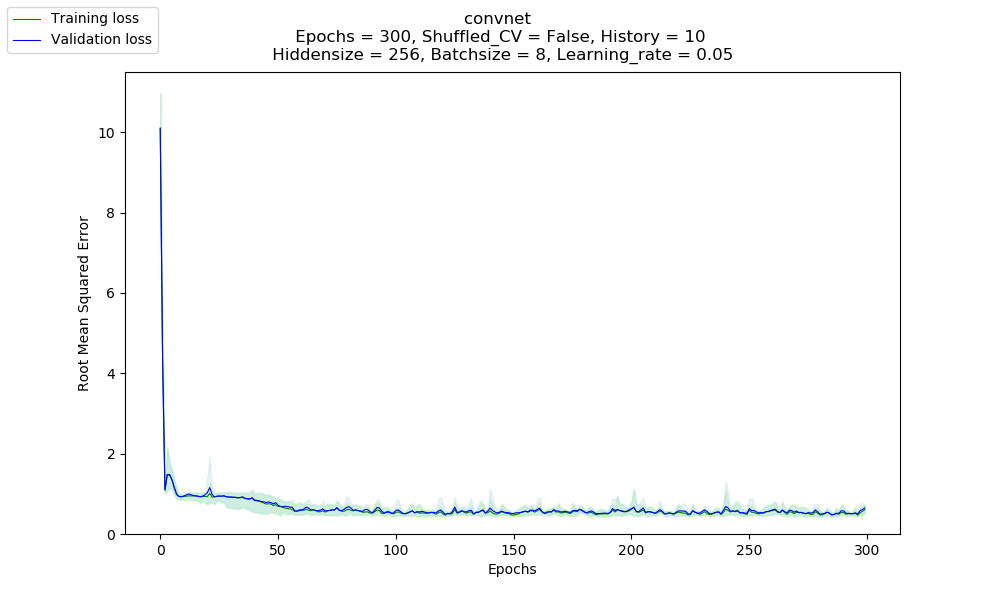 Training loss
Validation loss
convnet
Epochs = 300, Shuffled_CV = False, History = 10
Hiddensize = 256, Batchsize = 8, Learning_rate = 0.05
Root Mean Squared Error
10
8
6
4
2
0
0 50 100 150 200 250 300
Epochs